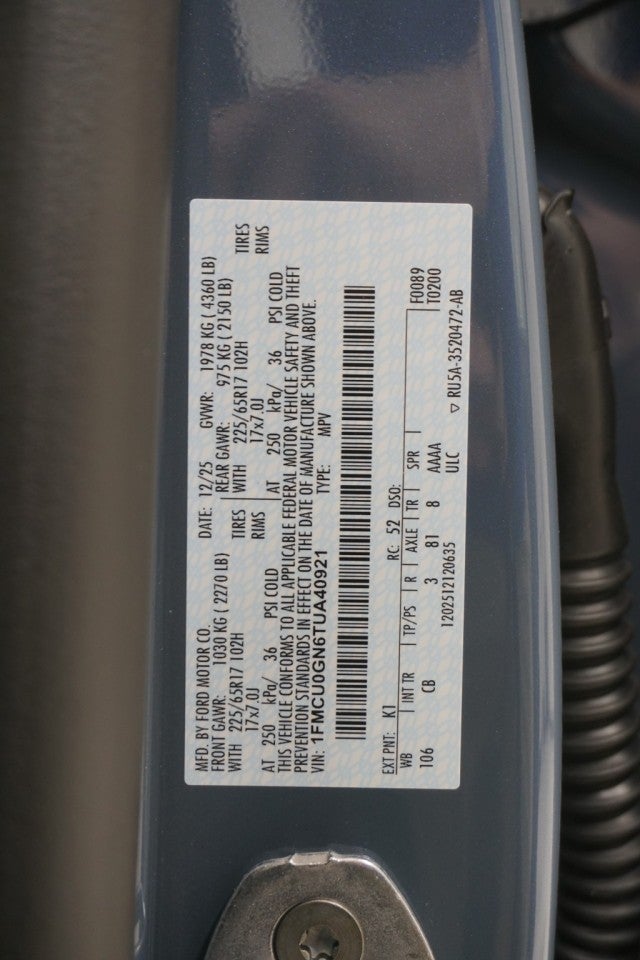 MFD. BY FORD MOTOR CO. DATE: 12/25 GVWR: 1978 KG ( 4360 LB)
FRONT GAWR: 1030 KG ( 2270 LB) REAR GAWR: 975 KG ( 2150 LB)
WITH 225/65R17 102H TIRES WITH 225/65R17 102H TIRES
17x7.0J RIMS 17x7.0J RIMS
AT 250 kPa/ 36 PSI COLD AT 250 kPa/ 36 PSI COLD
THIS VEHICLE CONFORMS TO ALL APPLICABLE FEDERAL MOTOR VEHICLE SAFETY AND THEFT
PREVENTION STANDARDS IN EFFECT ON THE DATE OF MANUFACTURE SHOWN ABOVE.
VIN: 1FMCU0GN6TUA40921 TYPE: MPV
EXT PNT: K1 RC: 52 DSO: F0089
WB INT TR TP/PS R AXLE TR SPR T0200
106 CB 3 81 8 AAAA
1202512120635 ULC ▽ RU5A-3520472-AB